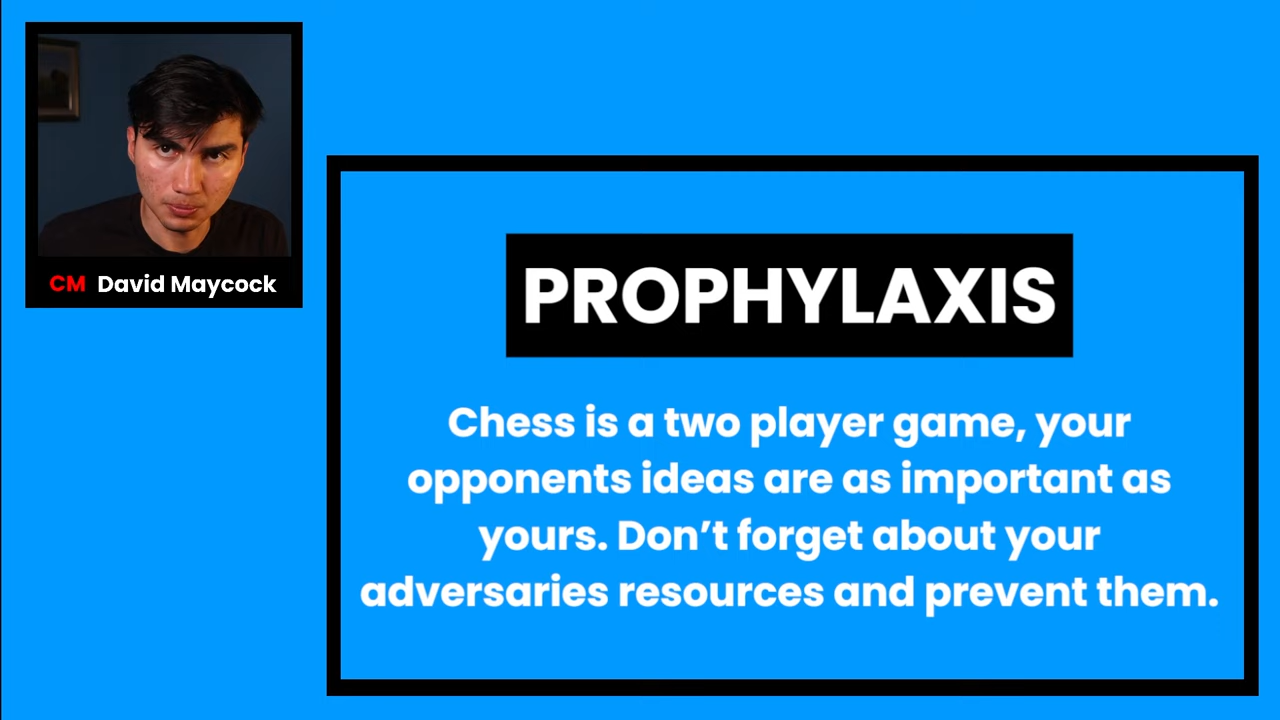 CM David Maycock
PROPHYLAXIS
Chess is a two player game, your
opponents ideas are as important as
yours. Don’t forget about your
adversaries resources and prevent them.